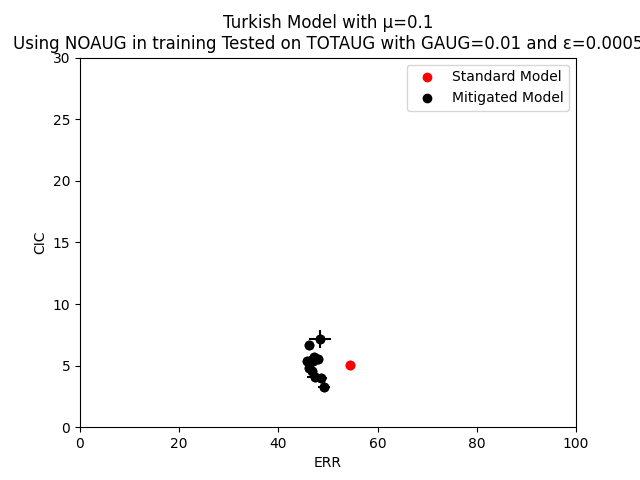 Turkish Model with μ=0.1
Using NOAUG in training Tested on TOTAUG with GAUG=0.01 and ε=0.0005
30
25
20
15
10
5
0
CIC
Standard Model
Mitigated Model
0 20 40 60 80 100
ERR